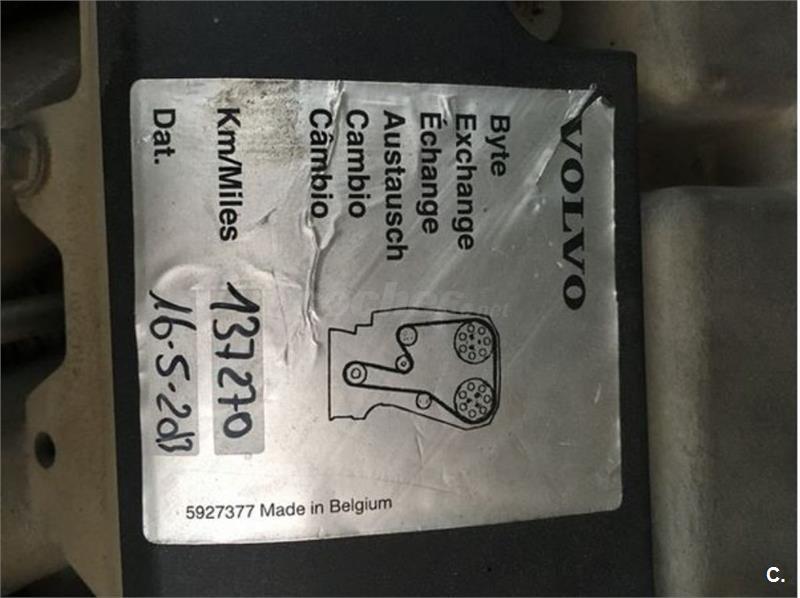 VOLVO
Byte
Exchange
Échange
Austausch
Cambio
Câmbio
Km/Miles 137270
Dat. 16-5-2013
5927377 Made in Belgium
C.